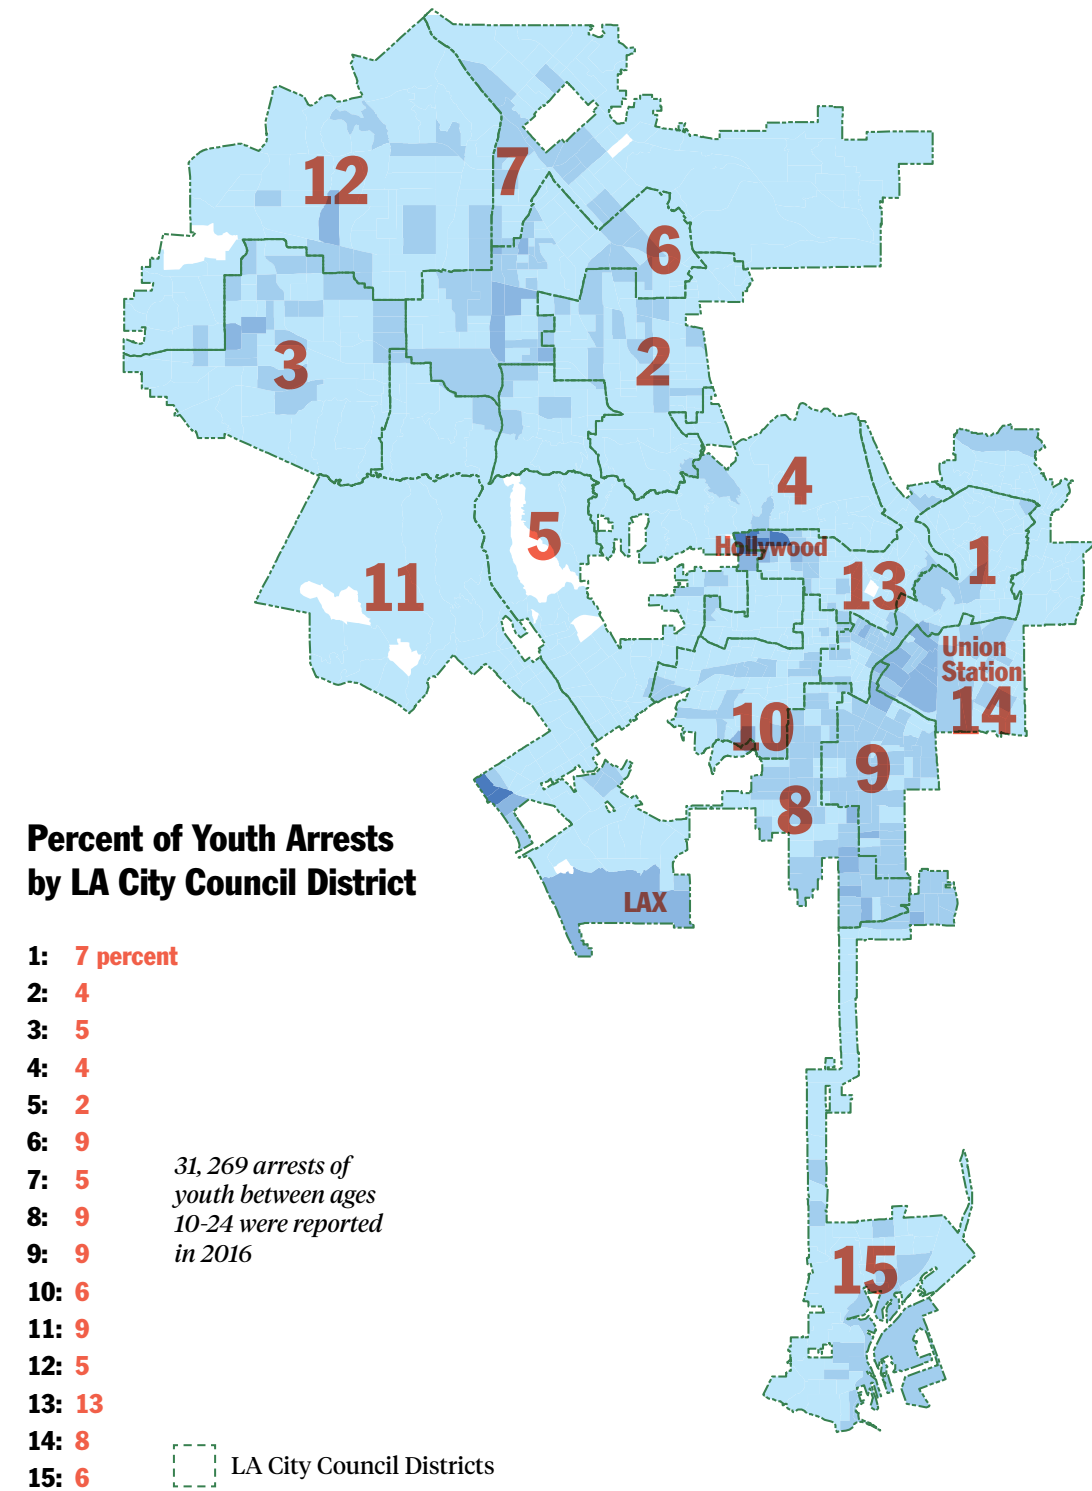 12
7
6
3
2
4
Hollywood
5
1
11
13
Union
Station
14
10
9
8
LAX
Percent of Youth Arrests
by LA City Council District
1: 7 percent
2: 4
3: 5
4: 4
5: 2
6: 9
7: 5
8: 9
9: 9
10: 6
11: 9
12: 5
13: 13
14: 8
15: 6
31, 269 arrests of
youth between ages
10-24 were reported
in 2016
15
LA City Council Districts